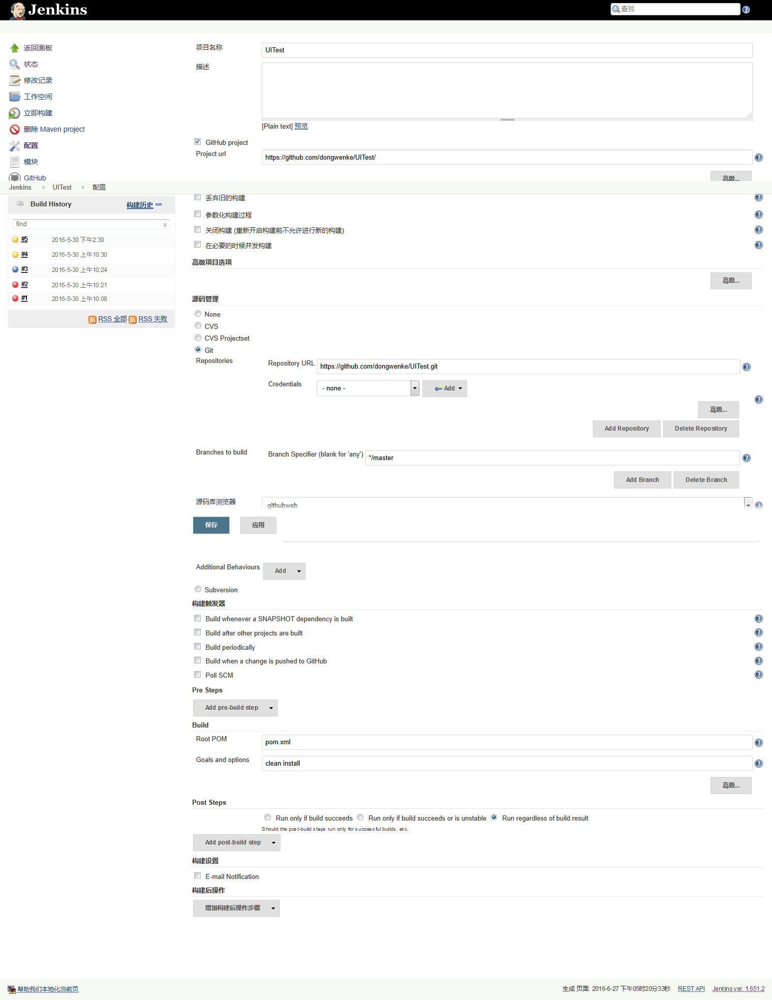 Jenkins
查找
返回面板
状态
修改记录
工作空间
立即构建
删除 Maven project
配置
模块
GitHub
项目名称
UITest
描述
[Plain text] 预览
GitHub project
Project url
https://github.com/dongwenke/UITest/
高级...
Jenkins
UITest
配置
Build History
构建历史
find
x
#5 2016-5-30 下午2:30
#4 2016-5-30 上午10:30
#3 2016-5-30 上午10:24
#2 2016-5-30 上午10:21
#1 2016-5-30 上午10:08
RSS 全部 RSS 失败
丢弃旧的构建
参数化构建过程
关闭构建 (重新开启构建前不允许进行新的构建)
在必要的时候并发构建
高级项目选项
高级...
源码管理
None
CVS
CVS Projectset
Git
Repositories
Repository URL
https://github.com/dongwenke/UITest.git
Credentials
- none -
Add
高级...
Add Repository
Delete Repository
Branches to build
Branch Specifier (blank for 'any')
*/master
Add Branch
Delete Branch
源码库浏览器
githubweb
保存
应用
Additional Behaviours
Add
Subversion
构建触发器
Build whenever a SNAPSHOT dependency is built
Build after other projects are built
Build periodically
Build when a change is pushed to GitHub
Poll SCM
Pre Steps
Add pre-build step
Build
Root POM
pom.xml
Goals and options
clean install
高级...
Post Steps
Run only if build succeeds
Run only if build succeeds or is unstable
Run regardless of build result
Should the post-build steps run only for successful builds, etc.
Add post-build step
构建设置
E-mail Notification
构建后操作
增加构建后操作步骤
帮助我们本地化当前页
生成 页面: 2016-6-27 下午05时20分33秒
REST API
Jenkins ver. 1.651.2